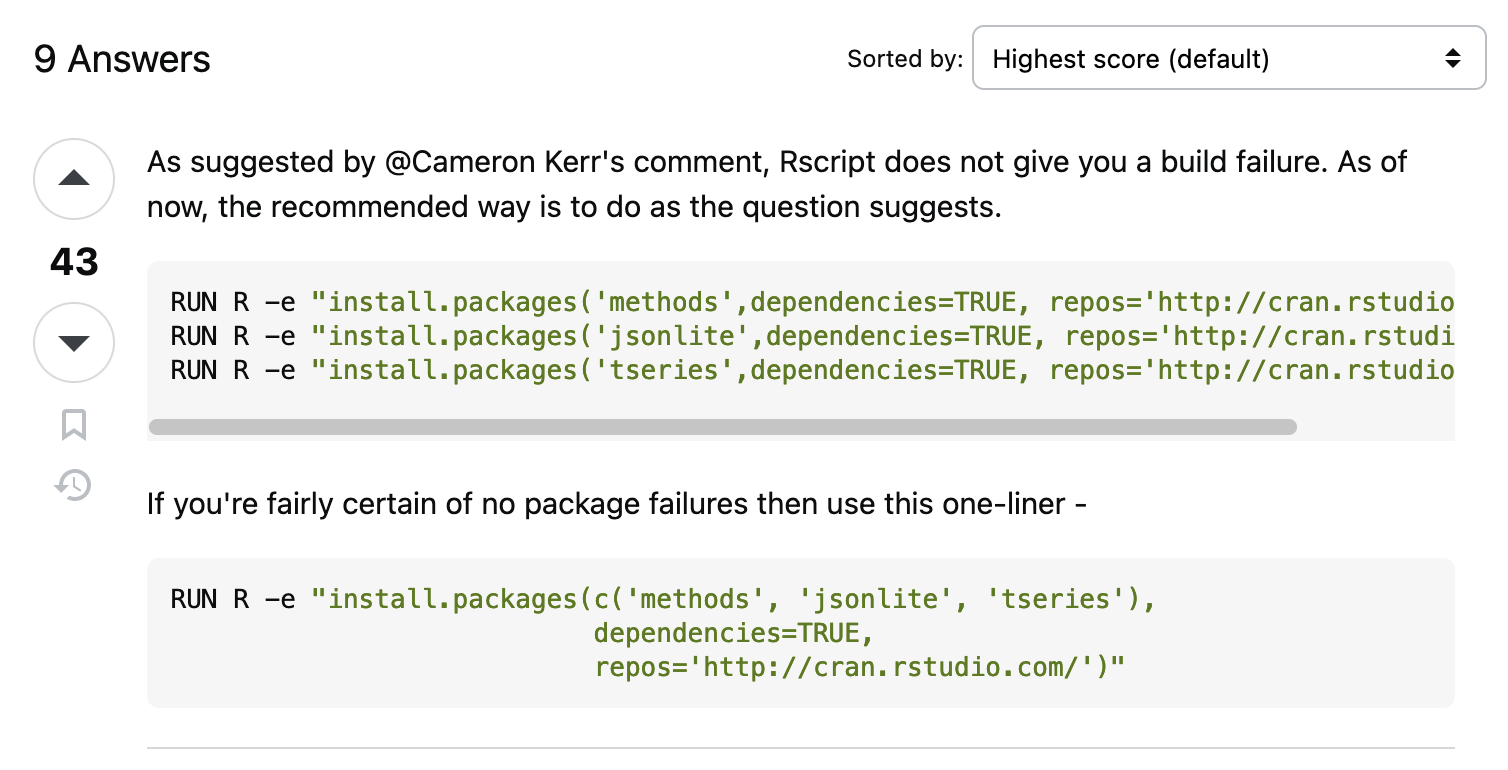 9 Answers
Sorted by: Highest score (default)
As suggested by @Cameron Kerr's comment, Rscript does not give you a build failure. As of
now, the recommended way is to do as the question suggests.
43
RUN R -e "install.packages('methods',dependencies=TRUE, repos='http://cran.rstudio
RUN R -e "install.packages('jsonlite',dependencies=TRUE, repos='http://cran.rstudi
RUN R -e "install.packages('tseries',dependencies=TRUE, repos='http://cran.rstudio
If you're fairly certain of no package failures then use this one-liner -
RUN R -e "install.packages(c('methods', 'jsonlite', 'tseries'),
dependencies=TRUE,
repos='http://cran.rstudio.com/')"